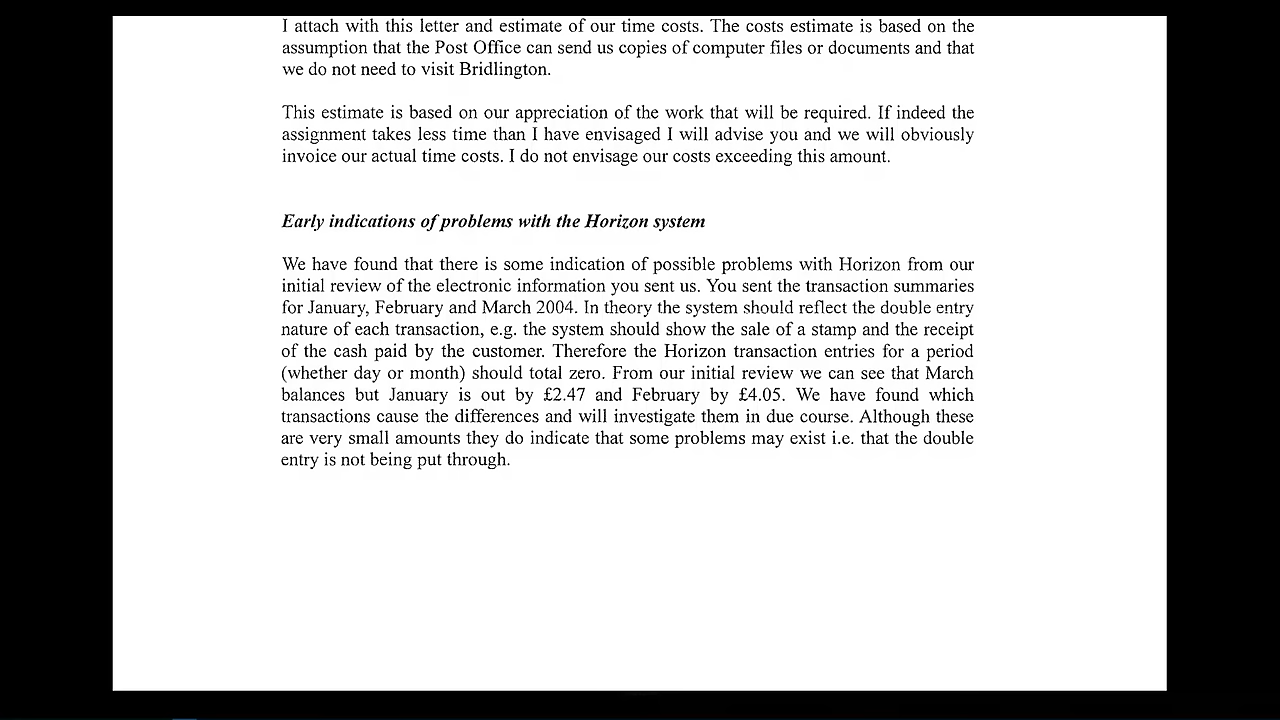 I attach with this letter and estimate of our time costs. The costs estimate is based on the
assumption that the Post Office can send us copies of computer files or documents and that
we do not need to visit Bridlington.
This estimate is based on our appreciation of the work that will be required. If indeed the
assignment takes less time than I have envisaged I will advise you and we will obviously
invoice our actual time costs. I do not envisage our costs exceeding this amount.
Early indications of problems with the Horizon system
We have found that there is some indication of possible problems with Horizon from our
initial review of the electronic information you sent us. You sent the transaction summaries
for January, February and March 2004. In theory the system should reflect the double entry
nature of each transaction, e.g. the system should show the sale of a stamp and the receipt
of the cash paid by the customer. Therefore the Horizon transaction entries for a period
(whether day or month) should total zero. From our initial review we can see that March
balances but January is out by £2.47 and February by £4.05. We have found which
transactions cause the differences and will investigate them in due course. Although these
are very small amounts they do indicate that some problems may exist i.e. that the double
entry is not being put through.